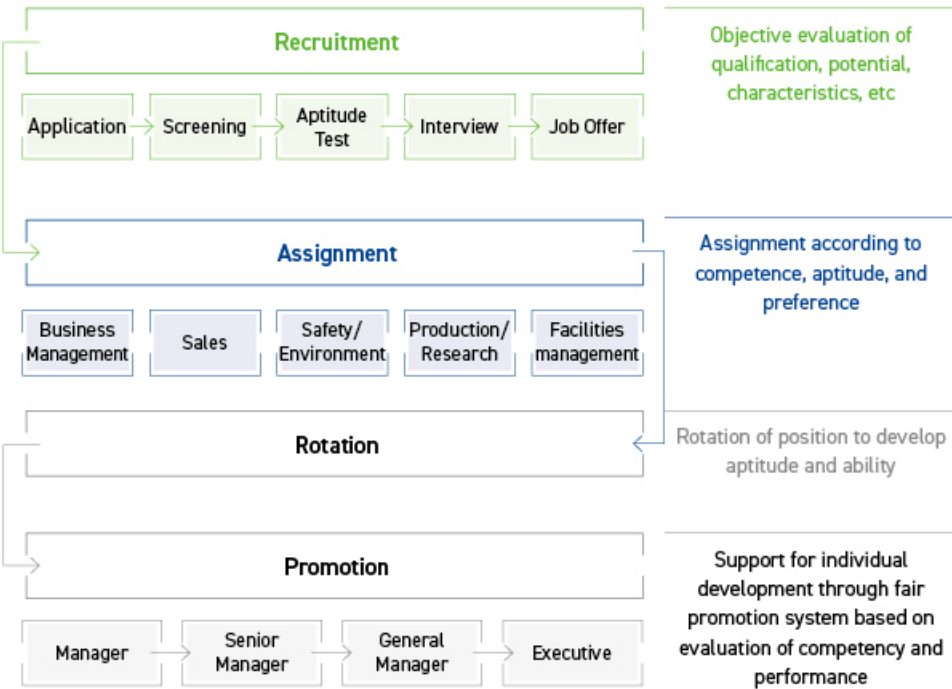 Recruitment
Objective evaluation of
qualification, potential,
characteristics, etc
Application
Screening
Aptitude
Test
Interview
Job Offer
Assignment
Assignment according to
competence, aptitude, and
preference
Business
Management
Sales
Safety/
Environment
Production/
Research
Facilities
management
Rotation
Rotation of position to develop
aptitude and ability
Promotion
Support for individual
development through fair
promotion system based on
evaluation of competency and
performance
Manager
Senior
Manager
General
Manager
Executive